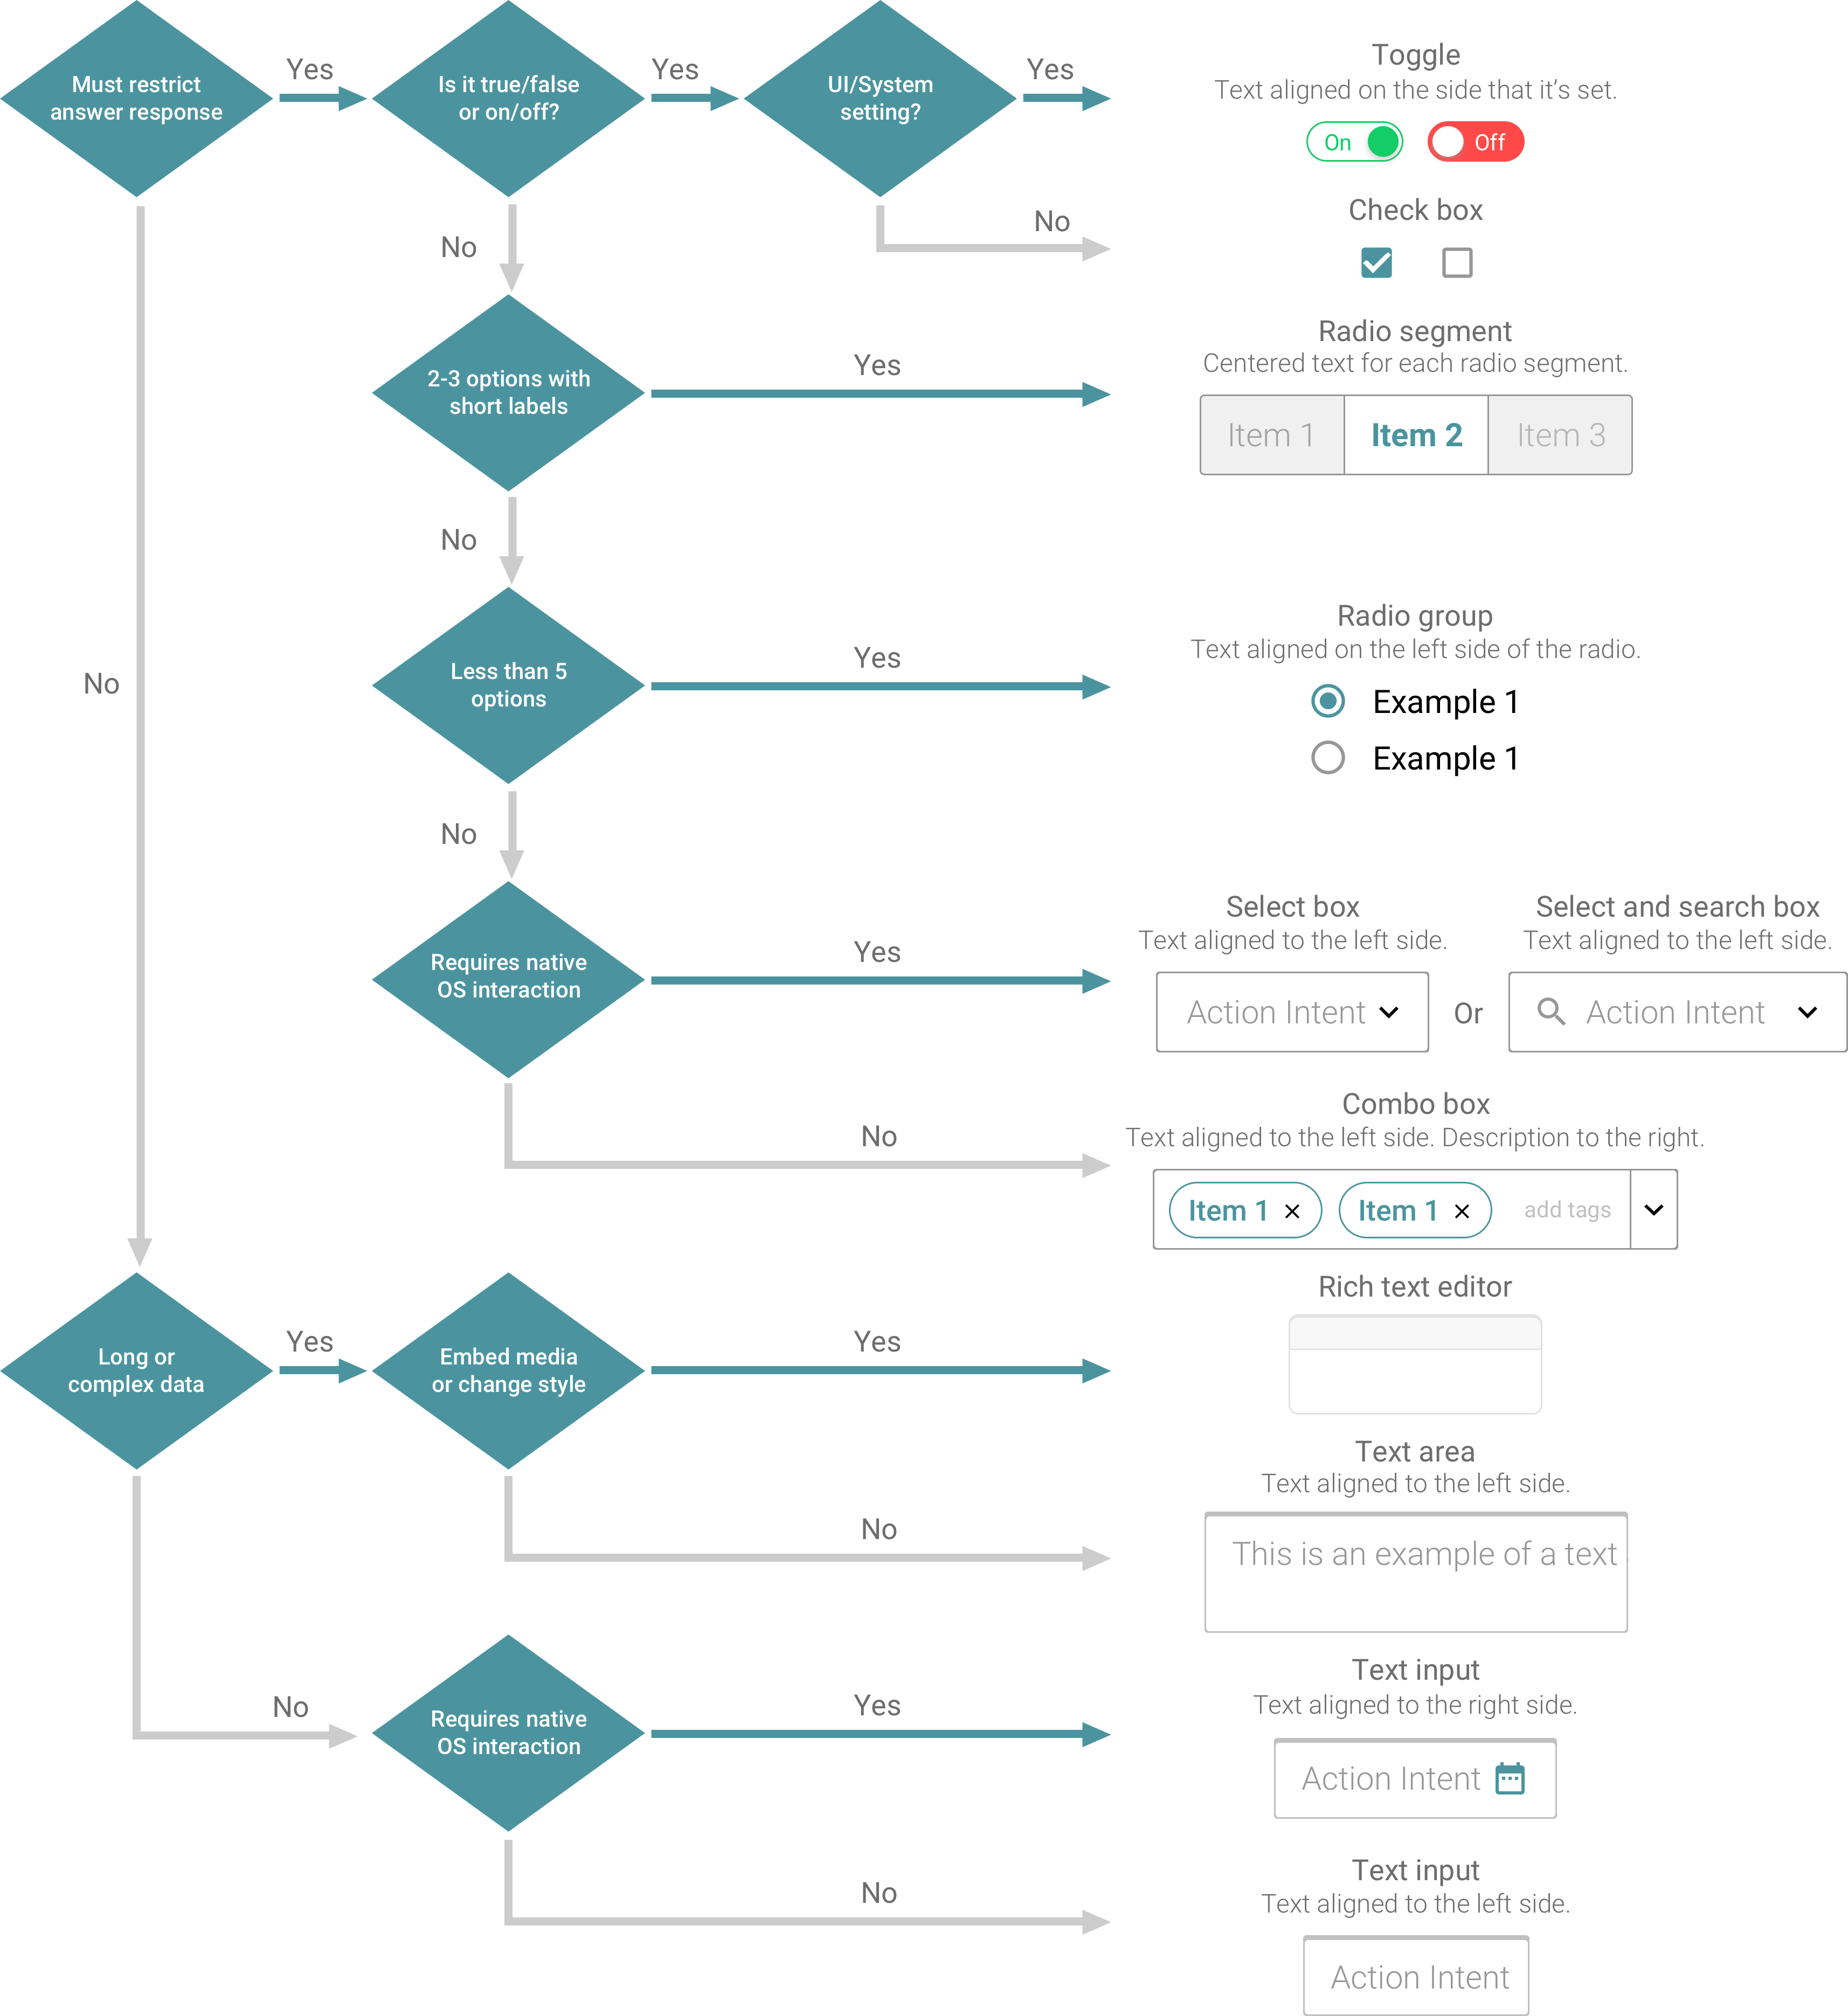 Must restrict
answer response
Yes
Is it true/false
or on/off?
Yes
UI/System
setting?
Yes
Toggle
Text aligned on the side that it's set.
On
Off
No
No
Check box
2-3 options with
short labels
Yes
Radio segment
Centered text for each radio segment.
Item 1
Item 2
Item 3
No
Less than 5
options
Yes
Radio group
Text aligned on the left side of the radio.
Example 1
Example 1
No
No
Requires native
OS interaction
Yes
Select box
Text aligned to the left side.
Action Intent
Or
Select and search box
Text aligned to the left side.
Action Intent
No
Combo box
Text aligned to the left side. Description to the right.
Item 1
Item 1
add tags
Long or
complex data
Yes
Embed media
or change style
Yes
Rich text editor
No
Text area
Text aligned to the left side.
This is an example of a text
No
Requires native
OS interaction
Yes
Text input
Text aligned to the right side.
Action Intent
No
Text input
Text aligned to the left side.
Action Intent